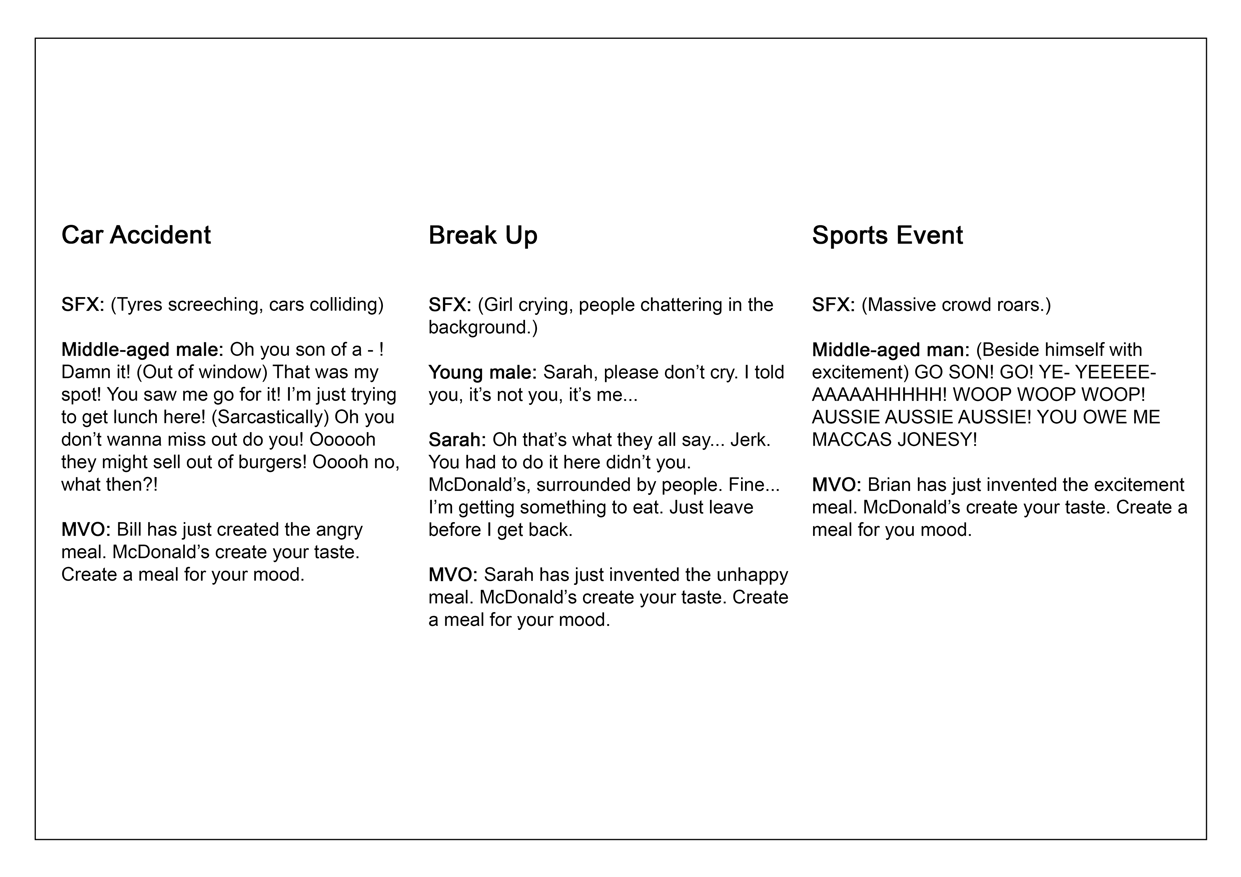 Car Accident
SFX: (Tyres screeching, cars colliding)
Middle-aged male: Oh you son of a - !
Damn it! (Out of window) That was my
spot! You saw me go for it! I'm just trying
to get lunch here! (Sarcastically) Oh you
don't wanna miss out do you! Oooooh
they might sell out of burgers! Ooooh no,
what then?!
MVO: Bill has just created the angry
meal. McDonald's create your taste.
Create a meal for your mood.
Break Up
SFX: (Girl crying, people chattering in the
background.)
Young male: Sarah, please don't cry. I told
you, it's not you, it's me...
Sarah: Oh that's what they all say... Jerk.
You had to do it here didn't you.
McDonald's, surrounded by people. Fine...
I'm getting something to eat. Just leave
before I get back.
MVO: Sarah has just invented the unhappy
meal. McDonald's create your taste. Create
a meal for your mood.
Sports Event
SFX: (Massive crowd roars.)
Middle-aged man: (Beside himself with
excitement) GO SON! GO! YE- YEEEEE-
AAAAAHHHHH! WOOP WOOP WOOP!
AUSSIE AUSSIE AUSSIE! YOU OWE ME
MACCAS JONESY!
MVO: Brian has just invented the excitement
meal. McDonald's create your taste. Create a
meal for you mood.